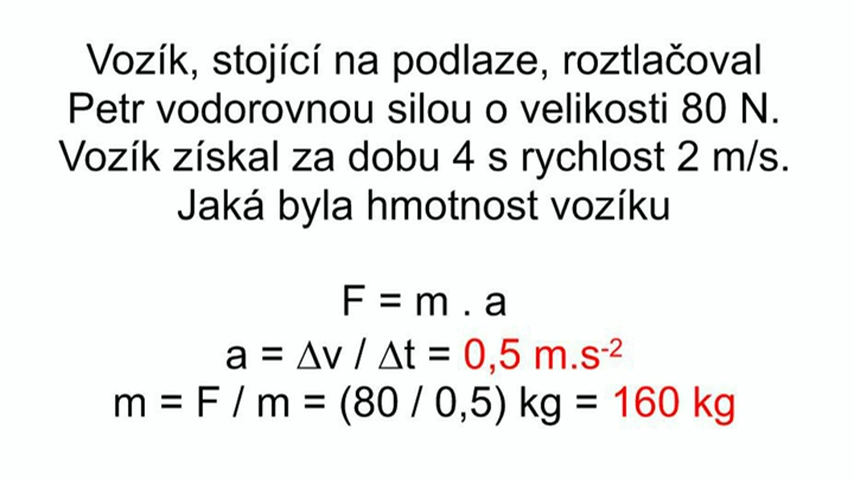 Vozík, stojící na podlaze, roztlačoval
Petr vodorovnou silou o velikosti 80 N.
Vozík získal za dobu 4 s rychlost 2 m/s.
Jaká byla hmotnost vozíku
F = m . a
a = ∆v / ∆t = 0,5 m.s⁻²
m = F / m = (80 / 0,5) kg = 160 kg